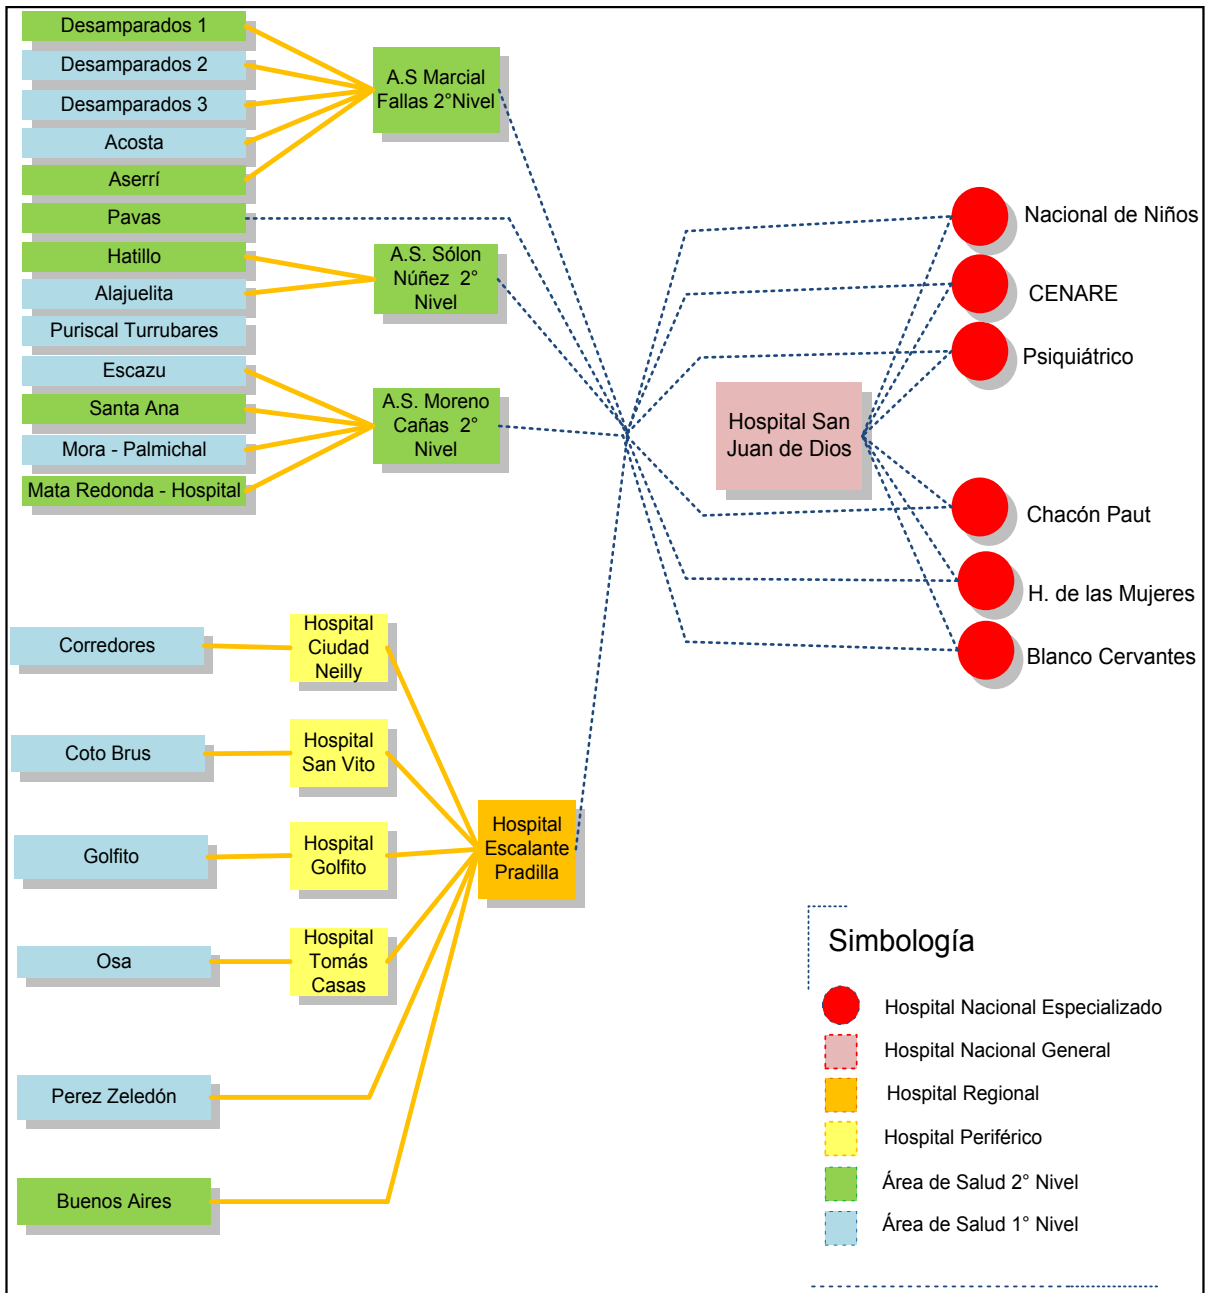 Desamparados 1
Desamparados 2
Desamparados 3
Acosta
Aserrí
Pavas
Hatillo
Alajuelita
Puriscal Turrubares
Escazu
Santa Ana
Mora - Palmichal
Mata Redonda - Hospital
A.S Marcial
Fallas 2°Nivel
A.S. Sólon
Núñez 2°
Nivel
A.S. Moreno
Cañas 2°
Nivel
Hospital San
Juan de Dios
Nacional de Niños
CENARE
Psiquiátrico
Chacón Paut
H. de las Mujeres
Blanco Cervantes
Corredores
Coto Brus
Golfito
Osa
Perez Zeledón
Buenos Aires
Hospital
Ciudad
Neilly
Hospital
San Vito
Hospital
Golfito
Hospital
Tomás
Casas
Hospital
Escalante
Pradilla
Simbología
Hospital Nacional Especializado
Hospital Nacional General
Hospital Regional
Hospital Periférico
Área de Salud 2° Nivel
Área de Salud 1° Nivel